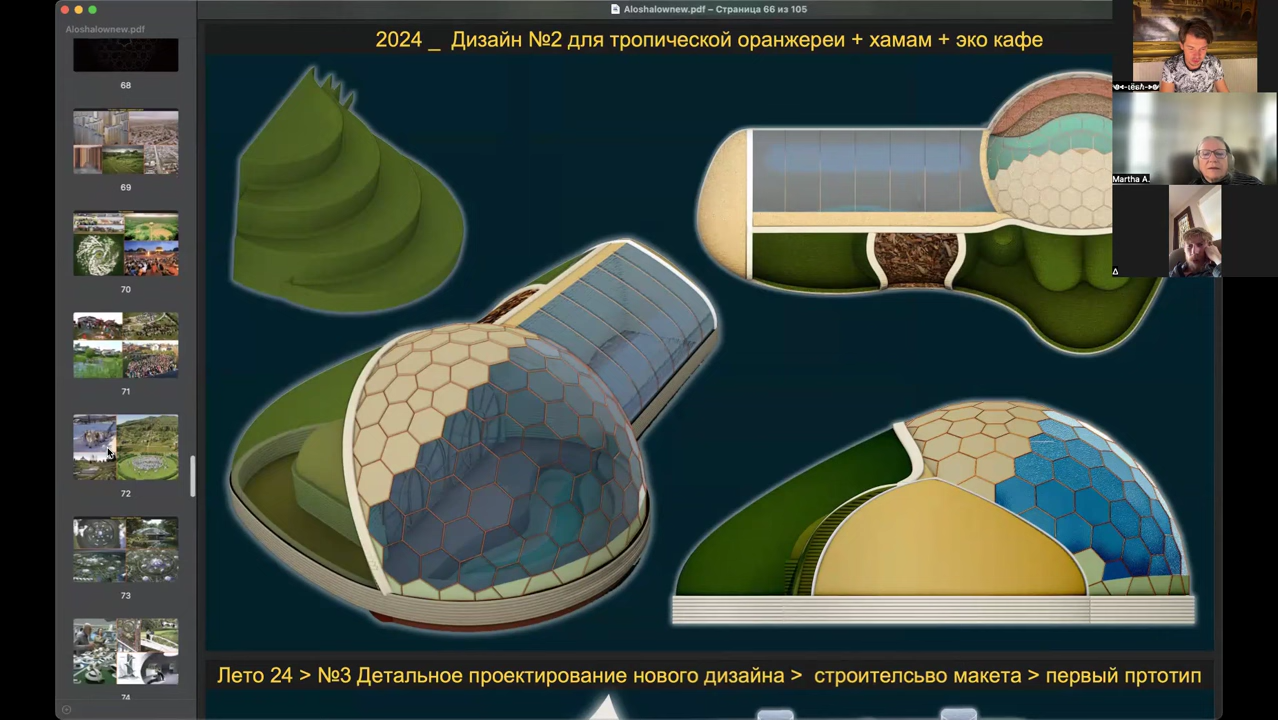 Aloshalownew.pdf – Страница 66 из 105
Aloshalownew.pdf
68
69
70
71
72
73
74
2024 _ Дизайн №2 для тропической оранжереи + хамам + эко кафе
Martha A.
Лето 24 > №3 Детальное проектирование нового дизайна > строителсьво макета > первый пртотип